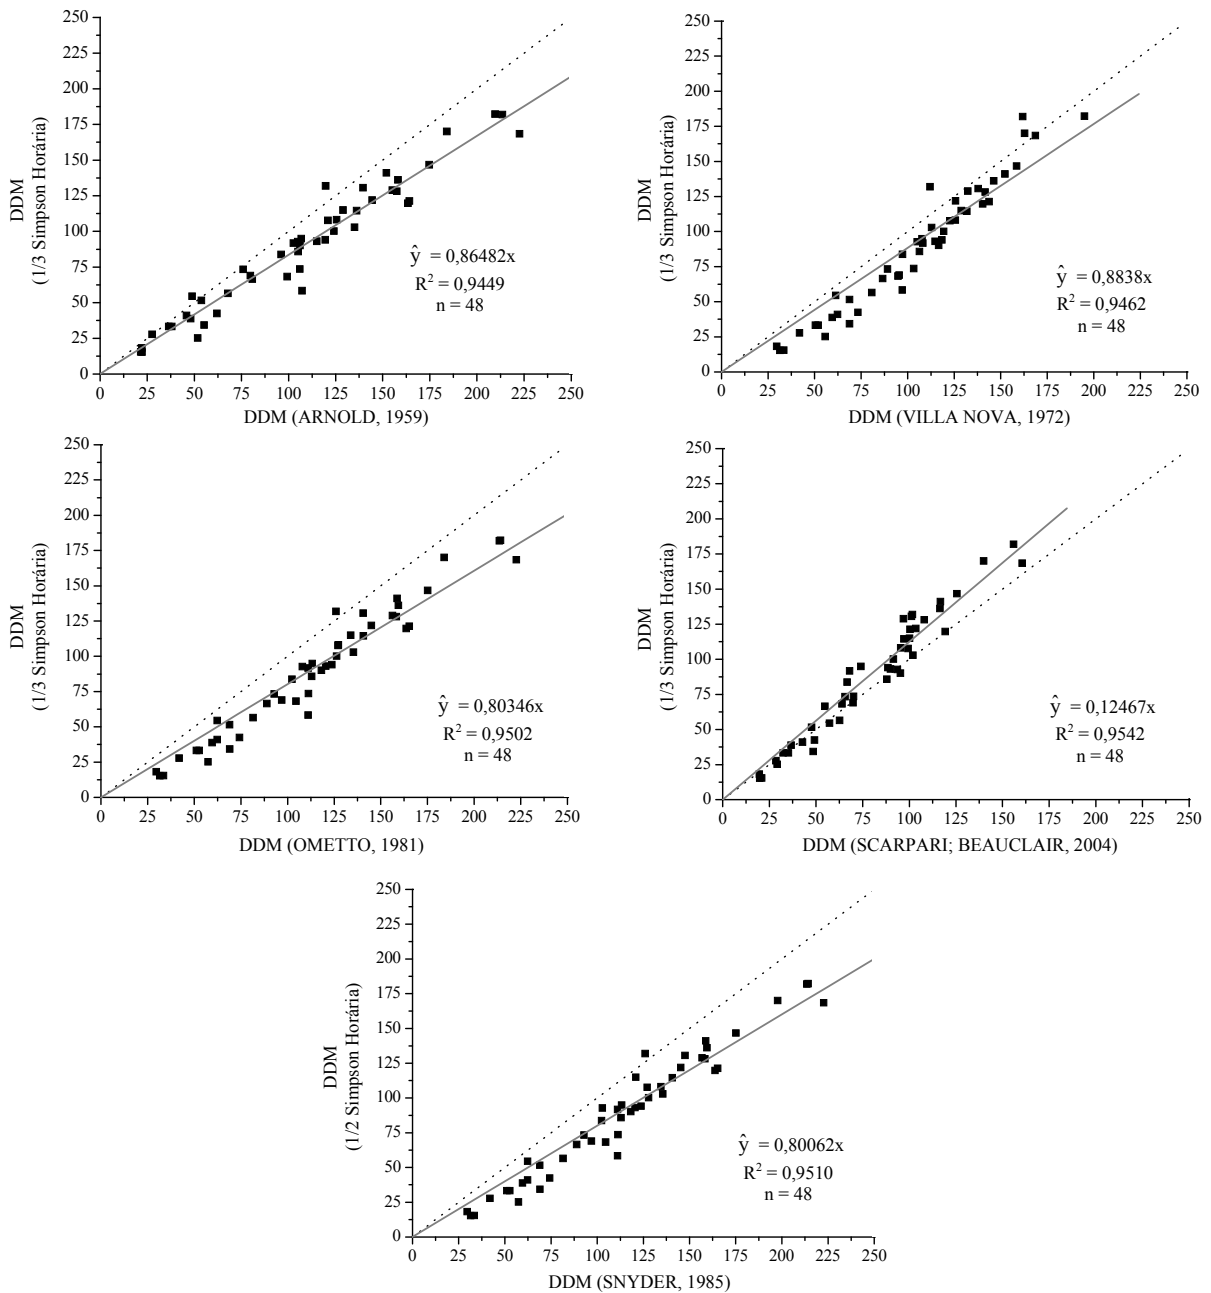 250
225
200
175
150
125
100
75
50
25
0
DDM
(1/3 Simpson Horária)
ŷ = 0,86482x
R² = 0,9449
n = 48
0 25 50 75 100 125 150 175 200 225 250
DDM (ARNOLD, 1959)
250
225
200
175
150
125
100
75
50
25
0
DDM
(1/3 Simpson Horária)
ŷ = 0,8838x
R² = 0,9462
n = 48
0 25 50 75 100 125 150 175 200 225 250
DDM (VILLA NOVA, 1972)
250
225
200
175
150
125
100
75
50
25
0
DDM
(1/3 Simpson Horária)
ŷ = 0,80346x
R² = 0,9502
n = 48
0 25 50 75 100 125 150 175 200 225 250
DDM (OMETTO, 1981)
250
225
200
175
150
125
100
75
50
25
0
DDM
(1/3 Simpson Horária)
ŷ = 0,12467x
R² = 0,9542
n = 48
0 25 50 75 100 125 150 175 200 225 250
DDM (SCARPARI; BEAUCLAIR, 2004)
250
225
200
175
150
125
100
75
50
25
0
DDM
(1/2 Simpson Horária)
ŷ = 0,80062x
R² = 0,9510
n = 48
0 25 50 75 100 125 150 175 200 225 250
DDM (SNYDER, 1985)